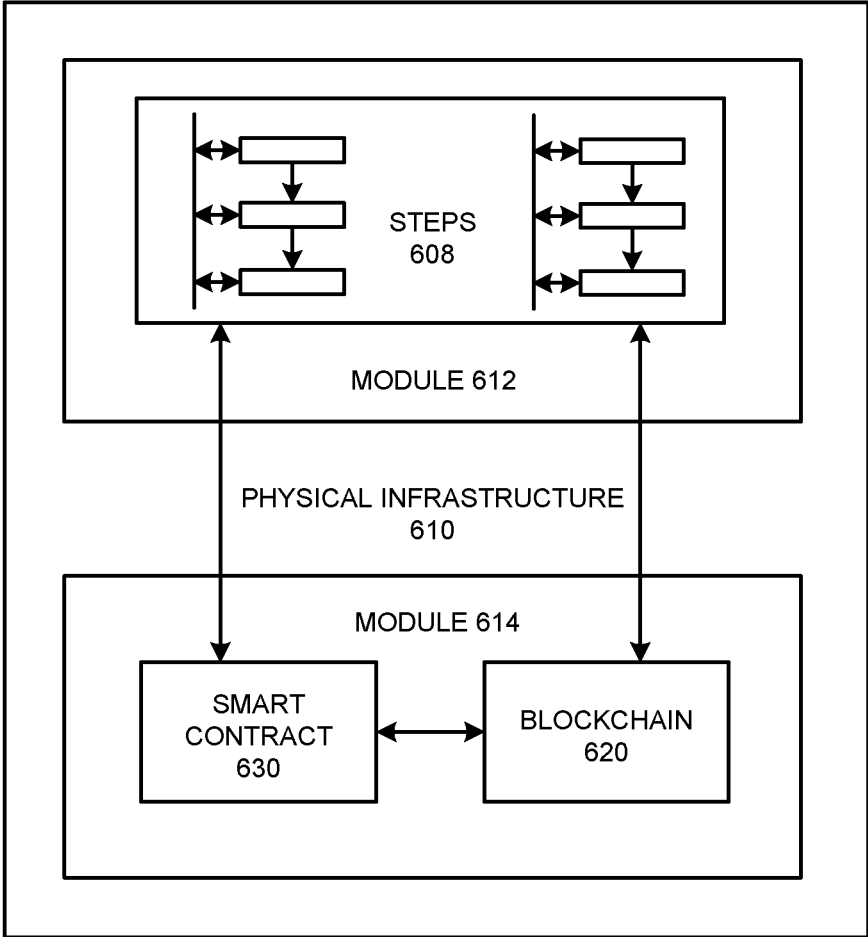 STEPS
608
MODULE 612
PHYSICAL INFRASTRUCTURE
610
MODULE 614
SMART
CONTRACT
630
BLOCKCHAIN
620